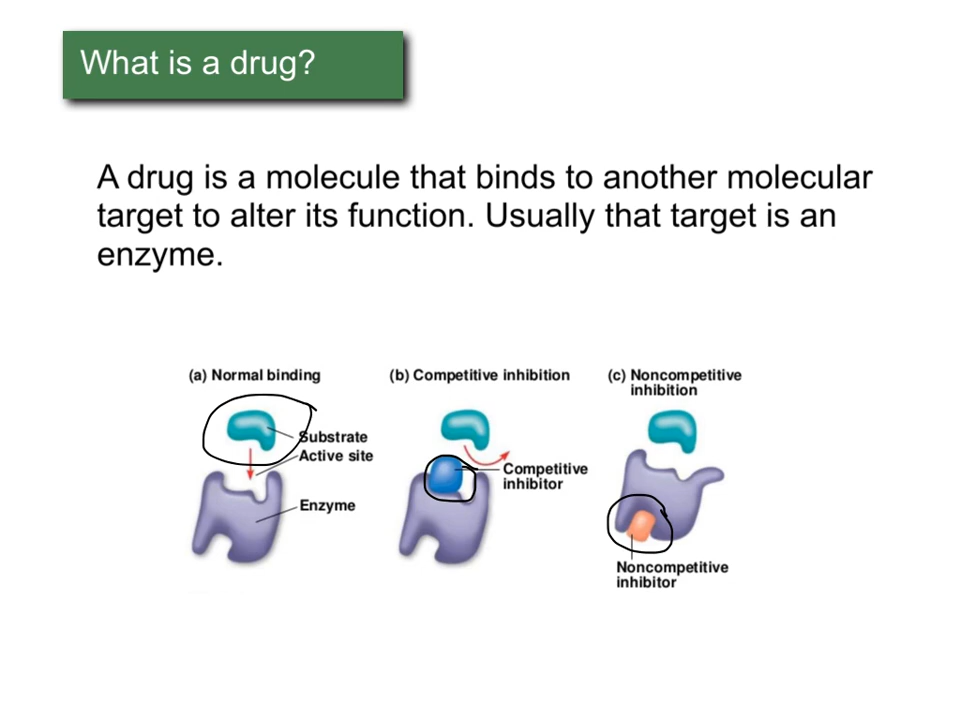 What is a drug?
A drug is a molecule that binds to another molecular
target to alter its function. Usually that target is an
enzyme.
(a) Normal binding
Substrate
Active site
Enzyme
(b) Competitive inhibition
Competitive
inhibitor
(c) Noncompetitive
inhibition
Noncompetitive
inhibitor